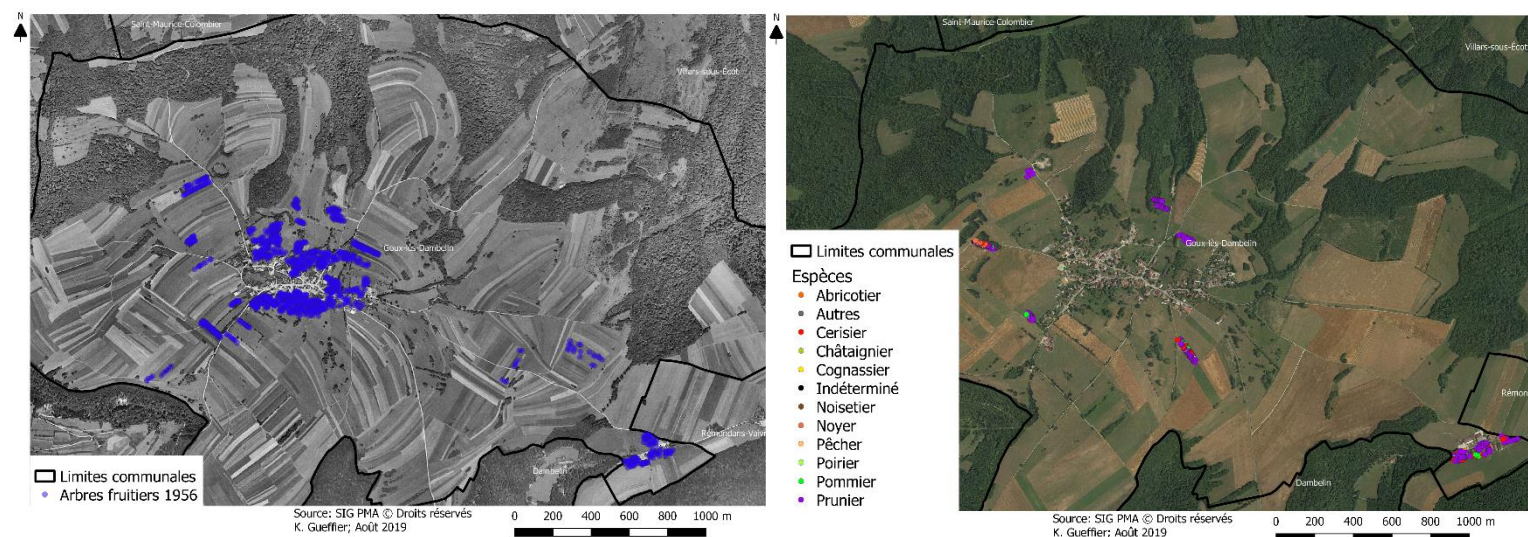 N
Saint-Maurice-Colombier
Villars-sous-Écot
Goux-lès-Dambelin
Rémondans-Vaivre
Dambelin
Limites communales
Arbres fruitiers 1956
Source: SIG PMA © Droits réservés
K. Gueffier; Août 2019
0 200 400 600 800 1000 m
N
Saint-Maurice-Colombier
Villars-sous-Écot
Goux-lès-Dambelin
Limites communales
Espèces
Abricotier
Autres
Cerisier
Châtaignier
Cognassier
Indéterminé
Noisetier
Noyer
Pêcher
Poirier
Pommier
Prunier
Dambelin
Source: SIG PMA © Droits réservés
K. Gueffier; Août 2019
0 200 400 600 800 1000 m